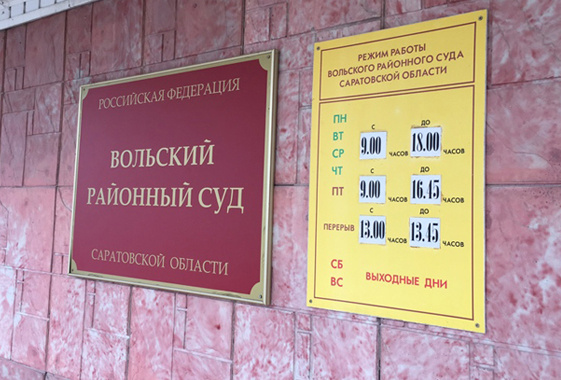 РОССИЙСКАЯ ФЕДЕРАЦИЯ
ВОЛЬСКИЙ
РАЙОННЫЙ СУД
САРАТОВСКОЙ ОБЛАСТИ
РЕЖИМ РАБОТЫ
ВОЛЬСКОГО РАЙОННОГО СУДА
САРАТОВСКОЙ ОБЛАСТИ
ПН
ВТ
СР
ЧТ
С ДО
9.00 ЧАСОВ 18.00 ЧАСОВ
С ДО
ПТ 9.00 ЧАСОВ 16.45 ЧАСОВ
С ДО
ПЕРЕРЫВ 13.00 ЧАСОВ 13.45 ЧАСОВ
СБ
ВС
ВЫХОДНЫЕ ДНИ